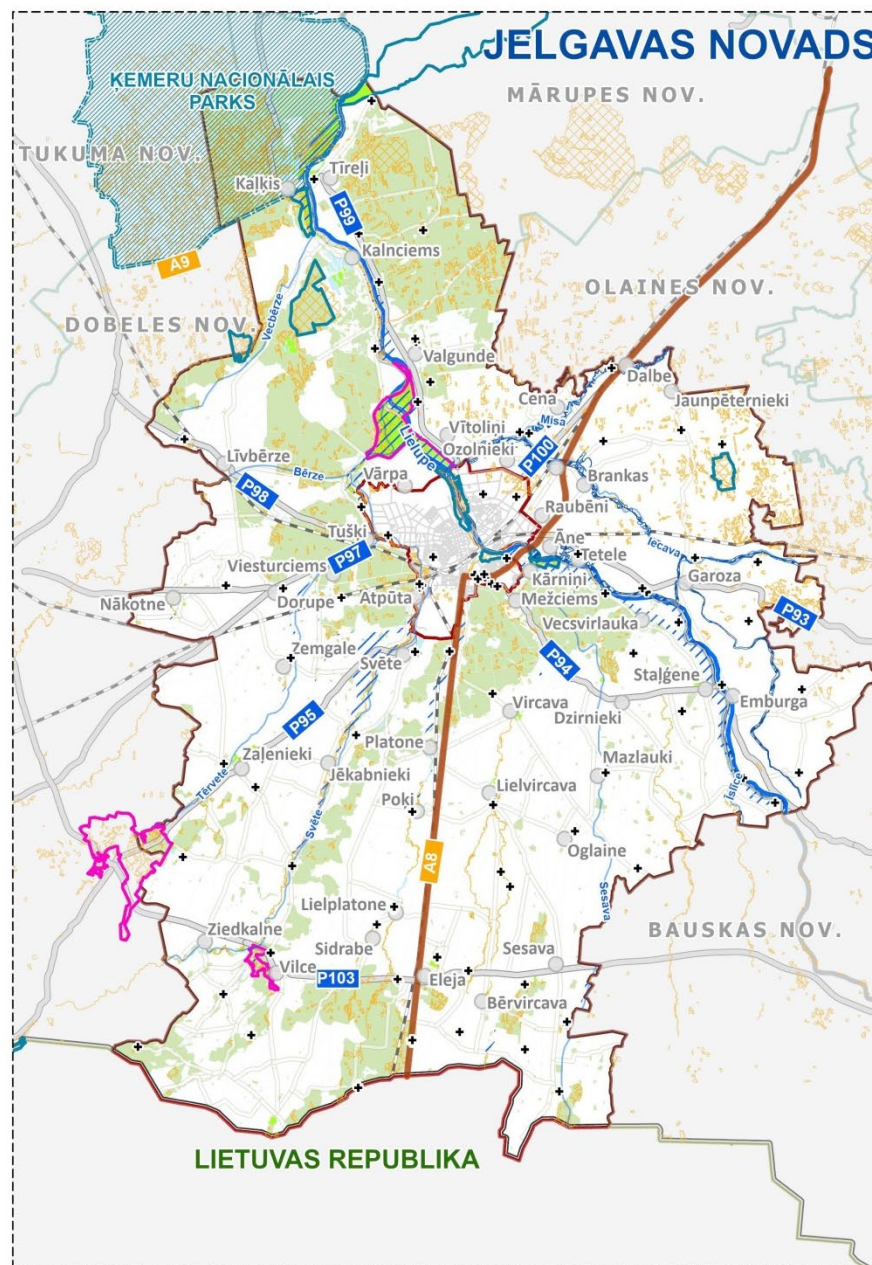 JELGAVAS NOVADS
ĶEMERU NACIONĀLAIS
PARKS
MĀRUPES NOV.
TUKUMA NOV.
Kaļķis
Tīreļi
P99
Kalnciems
A9
OLAINES NOV.
DOBELES NOV.
Vecbērze
Valgunde
Dalbe
Jaunpēternieki
Cena
Misa
Vītoliņi
Ozolnieki
Lielupe
P100
Līvbērze
Bērze
Vārpa
Brankas
P98
Raubēni
Tušķi
Āne
Tetele
Iecava
P97
Viesturciems
Kārniņi
Garoza
Nākotne
Dorupe
Atpūta
Mežciems
P93
Vecsvirlauka
Zemgale
Svēte
P94
Staļģene
Emburga
P95
Vircava
Dzirnieki
Platone
Zaļenieki
Jēkabnieki
Mazlauki
Tērvete
Lielvircava
Īslīce
Svēte
Poķi
Oglaine
A8
Sesava
Lielplatone
BAUSKAS NOV.
Ziedkalne
Sidrabe
Sesava
Vilce
P103
Eleja
Bērvircava
LIETUVAS REPUBLIKA